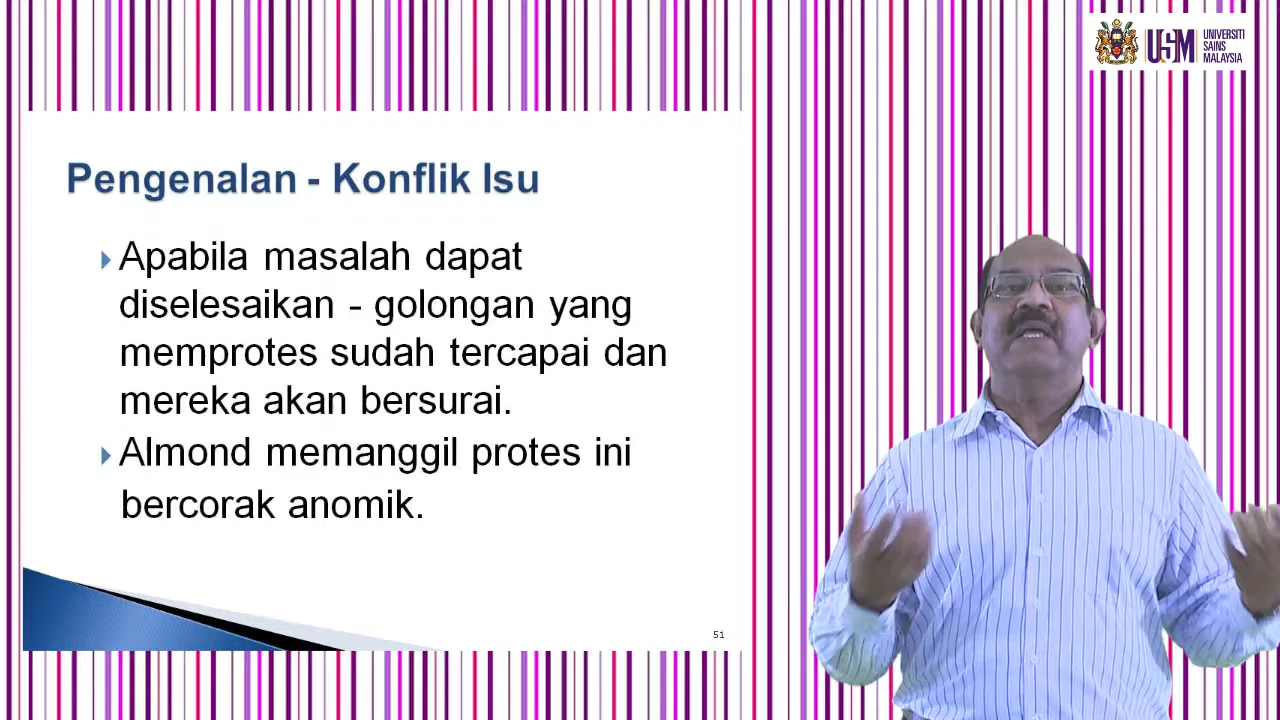 USM
UNIVERSITI
SAINS
MALAYSIA
Pengenalan - Konflik Isu
Apabila masalah dapat
diselesaikan - golongan yang
memprotes sudah tercapai dan
mereka akan bersurai.
Almond memanggil protes ini
bercorak anomik.
51